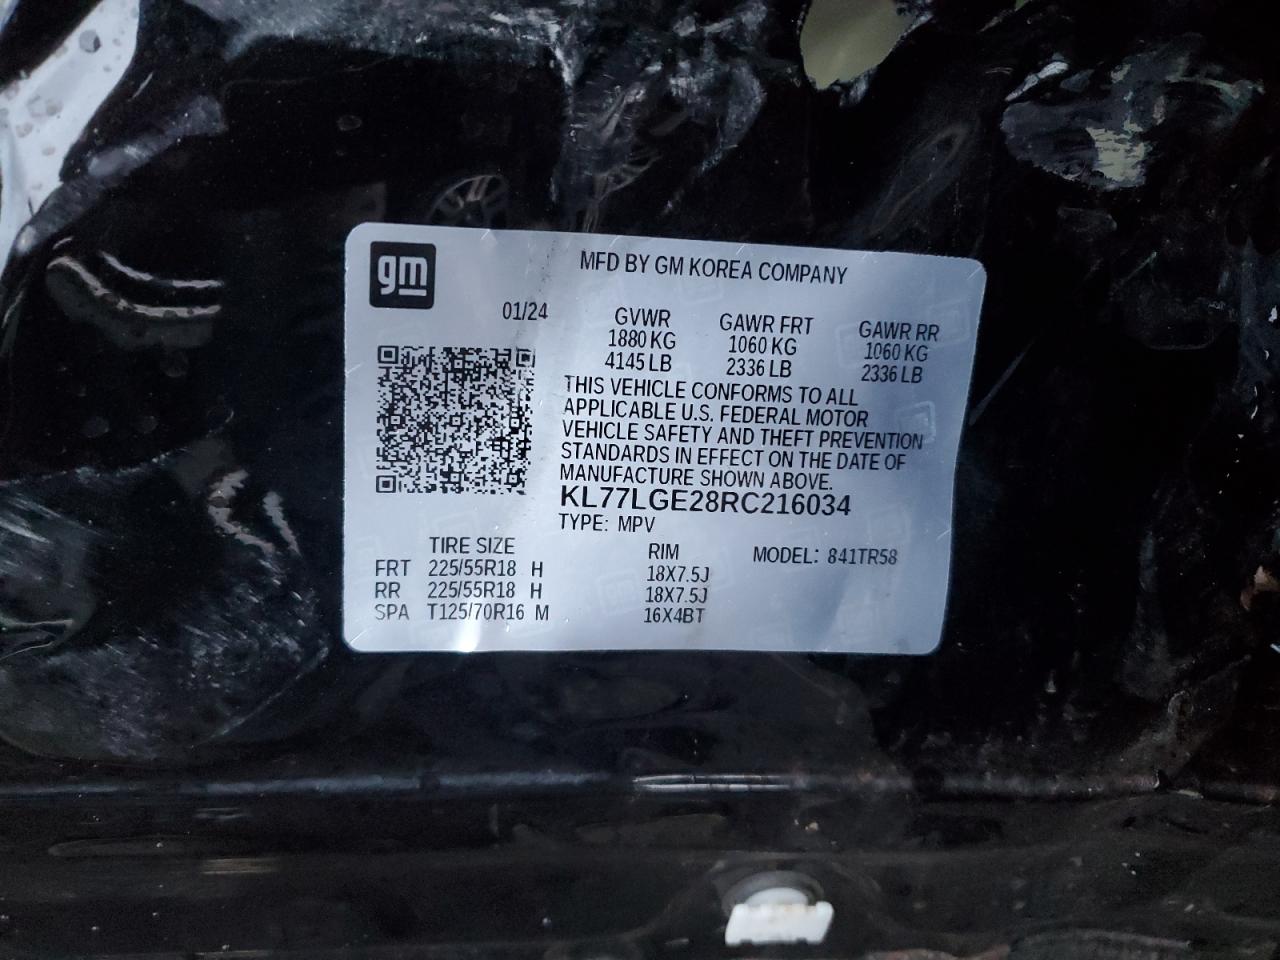 gm
MFD BY GM KOREA COMPANY
01/24
GVWR GAWR FRT GAWR RR
1880 KG 1060 KG 1060 KG
4145 LB 2336 LB 2336 LB
THIS VEHICLE CONFORMS TO ALL
APPLICABLE U.S. FEDERAL MOTOR
VEHICLE SAFETY AND THEFT PREVENTION
STANDARDS IN EFFECT ON THE DATE OF
MANUFACTURE SHOWN ABOVE.
KL77LGE28RC216034
TYPE: MPV
TIRE SIZE RIM MODEL: 841TR58
FRT 225/55R18 H 18X7.5J
RR 225/55R18 H 18X7.5J
SPA T125/70R16 M 16X4BT